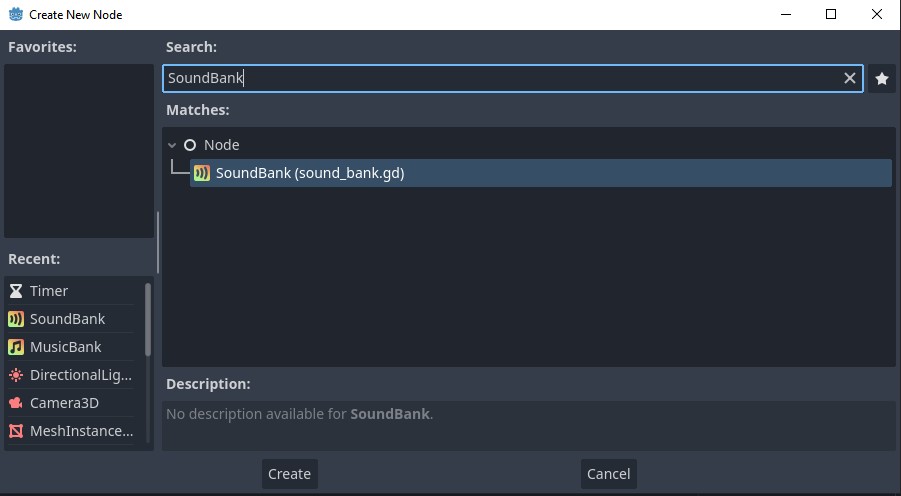 Create New Node
Favorites:
Search:
SoundBank
Matches:
Node
SoundBank (sound_bank.gd)
Recent:
Timer
SoundBank
MusicBank
DirectionalLig...
Camera3D
MeshInstance...
Description:
No description available for SoundBank.
Create
Cancel